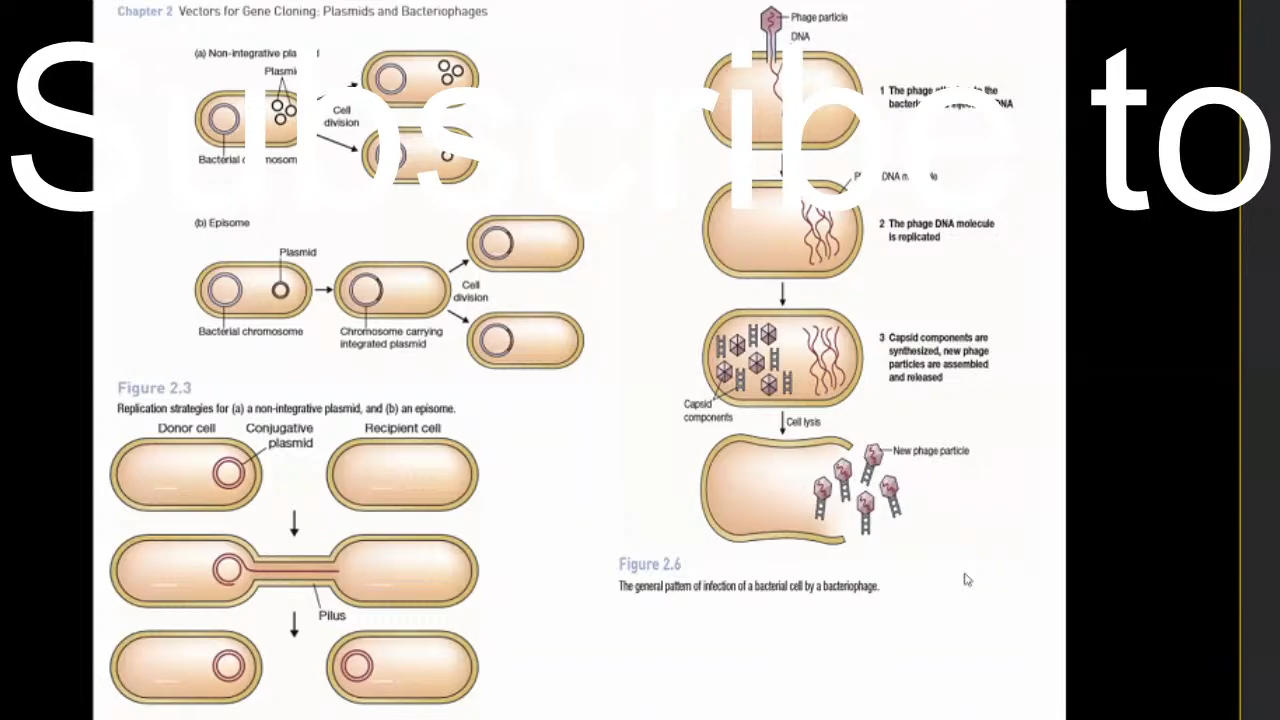 Subscribe to
Chapter 2 Vectors for Gene Cloning: Plasmids and Bacteriophages
(a) Non-integrative
Cell
division
Bacterial
(b) Episome
Plasmid
Cell
division
Bacterial chromosome
Chromosome carrying
integrated plasmid
Figure 2.3
Replication strategies for (a) a non-integrative plasmid, and (b) an episome.
Donor cell
Conjugative
plasmid
Recipient cell
Pilus
Phage particle
DNA
1 The phage
the
DNA
DNA
2 The phage DNA molecule
is replicated
3 Capsid components are
synthesized, new phage
particles are assembled
and released
Capsid
components
Cell lysis
New phage particle
Figure 2.6
The general pattern of infection of a bacterial cell by a bacteriophage.